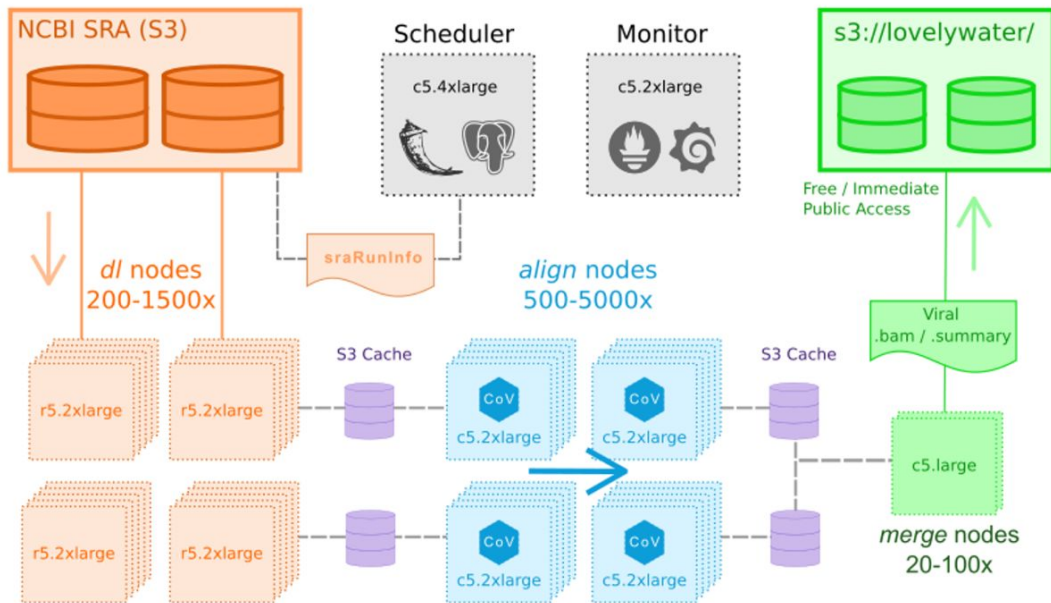 NCBI SRA (S3)
Scheduler
c5.4xlarge
Monitor
c5.2xlarge
s3://lovelywater/
Free / Immediate
Public Access
sraRunInfo
dl nodes
200-1500x
align nodes
500-5000x
Viral
.bam / .summary
S3 Cache
S3 Cache
r5.2xlarge
r5.2xlarge
CoV
c5.2xlarge
CoV
c5.2xlarge
c5.large
r5.2xlarge
r5.2xlarge
CoV
c5.2xlarge
CoV
c5.2xlarge
merge nodes
20-100x